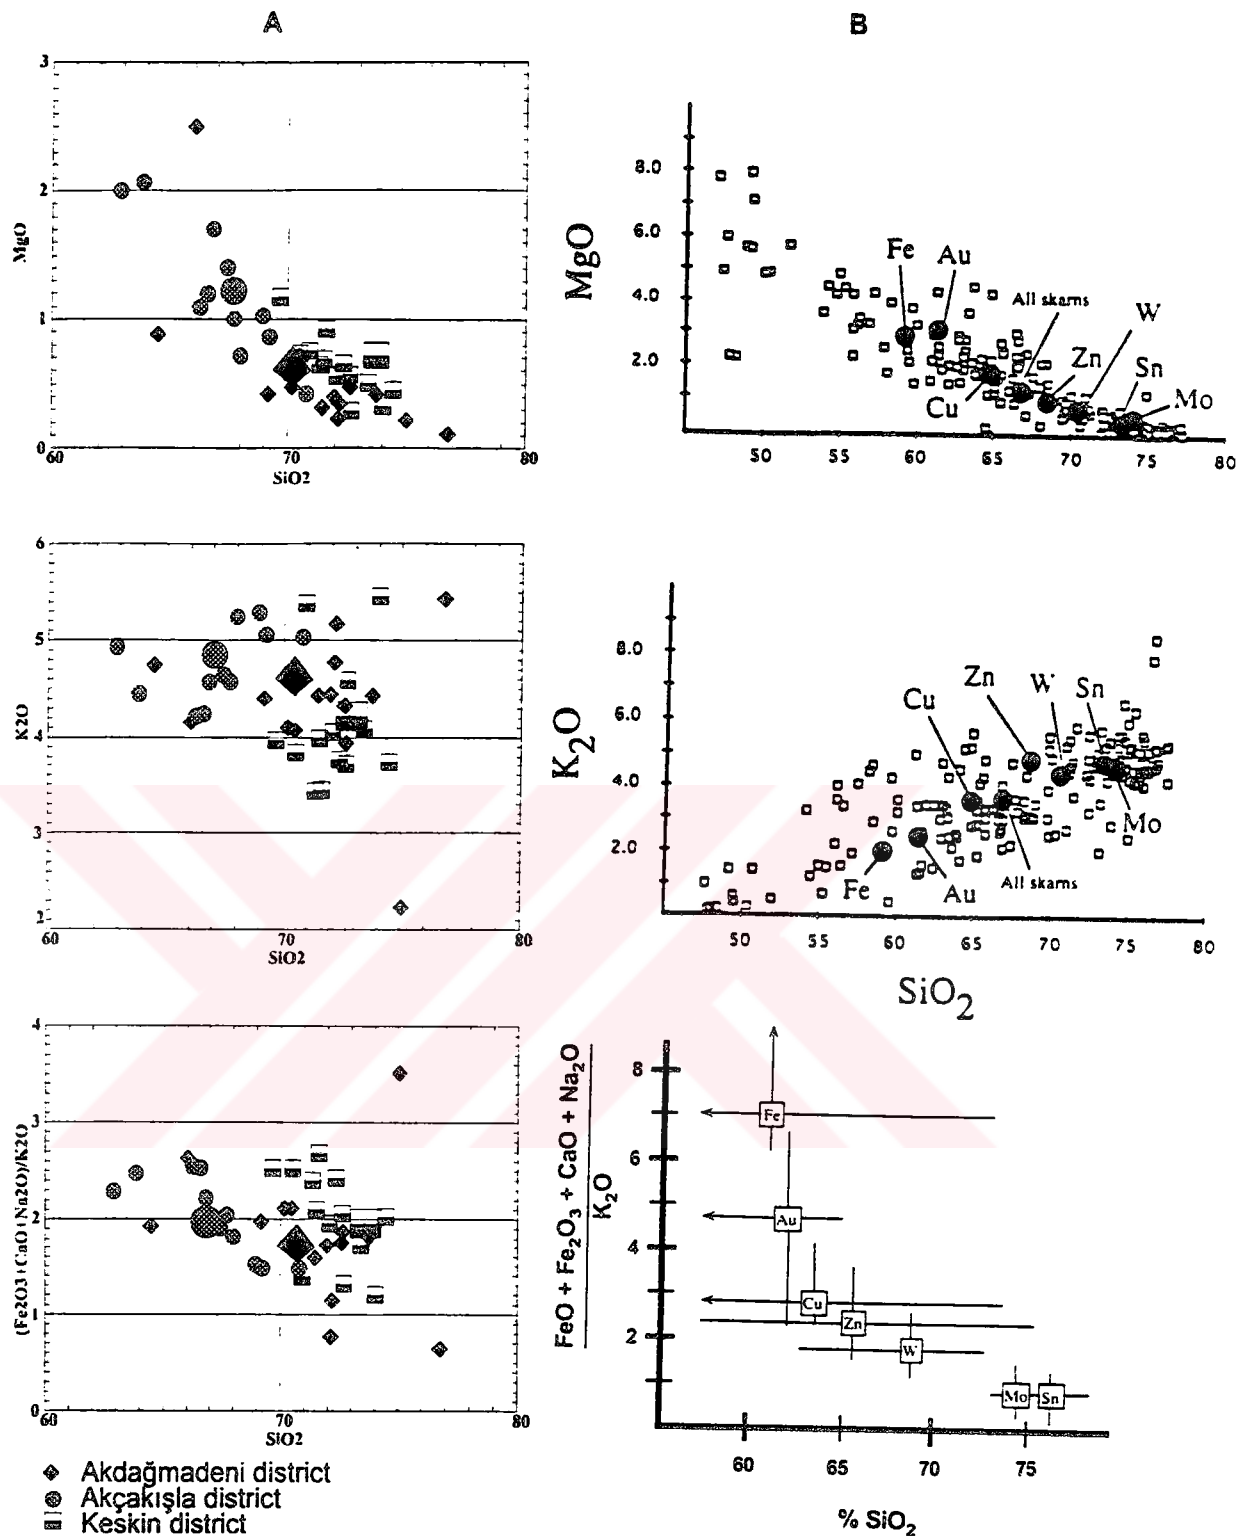 A
3
2
1
0
MgO
60
70
80
SiO2
6
5
4
3
2
K2O
60
70
80
SiO2
4
3
2
1
0
(Fe2O3+CaO+Na2O)/K2O
60
70
80
SiO2
Akdağmadeni district
Akçakışla district
Keskin district
B
8.0
6.0
4.0
2.0
MgO
Fe
Au
All skarns
W
Zn
Sn
Cu
Mo
50
55
60
65
70
75
80
8.0
6.0
4.0
2.0
K₂O
Cu
Zn
W
Sn
Mo
Fe
Au
All skarns
50
55
60
65
70
75
80
SiO₂
8
6
4
2
FeO + Fe₂O₃ + CaO + Na₂O
K₂O
Fe
Au
Cu
Zn
W
Mo
Sn
60
65
70
75
% SiO₂